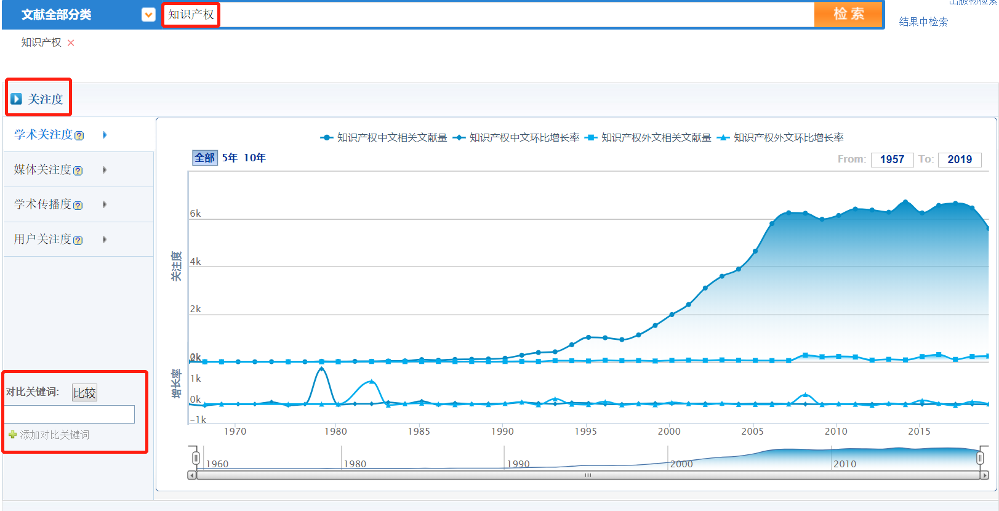 出版物检索
文献全部分类 知识产权 检索
结果中检索
知识产权 ×
关注度
学术关注度?
媒体关注度?
学术传播度?
用户关注度?
对比关键词: 比较
添加对比关键词
知识产权中文相关文献量 知识产权中文环比增长率 知识产权外文相关文献量 知识产权外文环比增长率
全部 5年 10年 From: 1957 To: 2019
关注度
6k
4k
2k
0k
增长率
2k
1k
0k
-1k
1970 1980 1985 1990 1995 2000 2005 2010 2015
1960 1980 1990 2000 2010